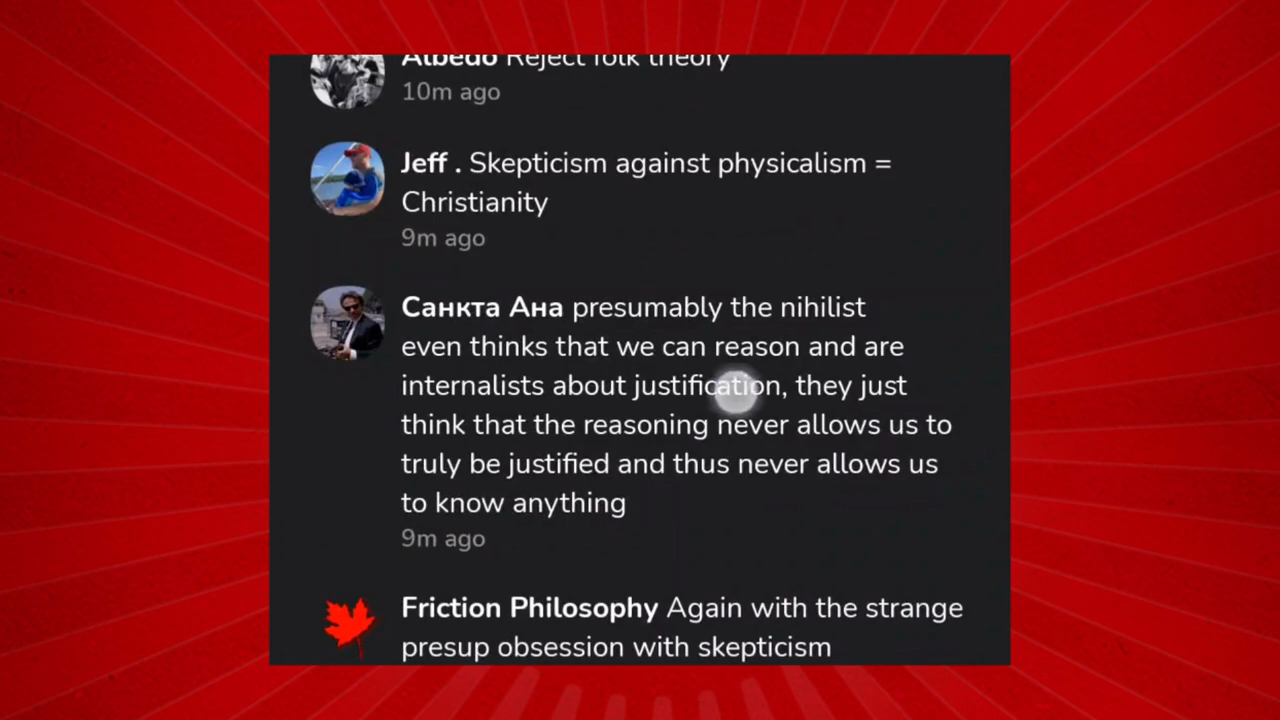 Albedo Reject folk theory
10m ago
Jeff . Skepticism against physicalism =
Christianity
9m ago
Санкта Ана presumably the nihilist
even thinks that we can reason and are
internalists about justification, they just
think that the reasoning never allows us to
truly be justified and thus never allows us
to know anything
9m ago
Friction Philosophy Again with the strange
presup obsession with skepticism